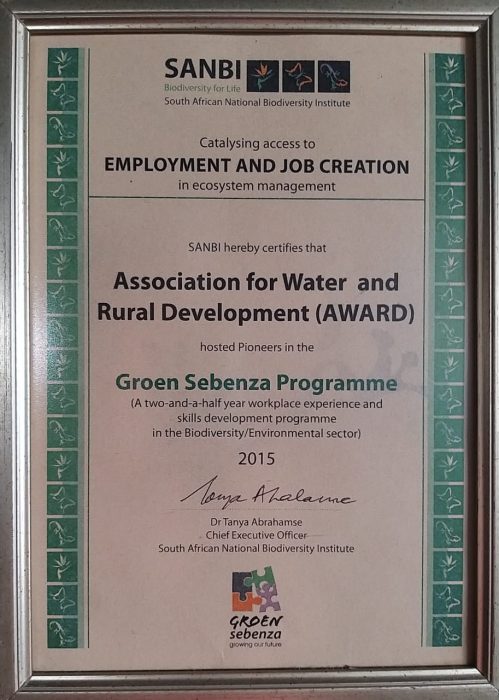 SANBI
Biodiversity for Life
South African National Biodiversity Institute
Catalysing access to
EMPLOYMENT AND JOB CREATION
in ecosystem management
SANBI hereby certifies that
Association for Water and
Rural Development (AWARD)
hosted Pioneers in the
Groen Sebenza Programme
(A two-and-a-half year workplace experience and
skills development programme
in the Biodiversity/Environmental sector)
2015
Tanya Abrahamse
Dr Tanya Abrahamse
Chief Executive Officer
South African National Biodiversity Institute
GROEN
sebenza
growing our future